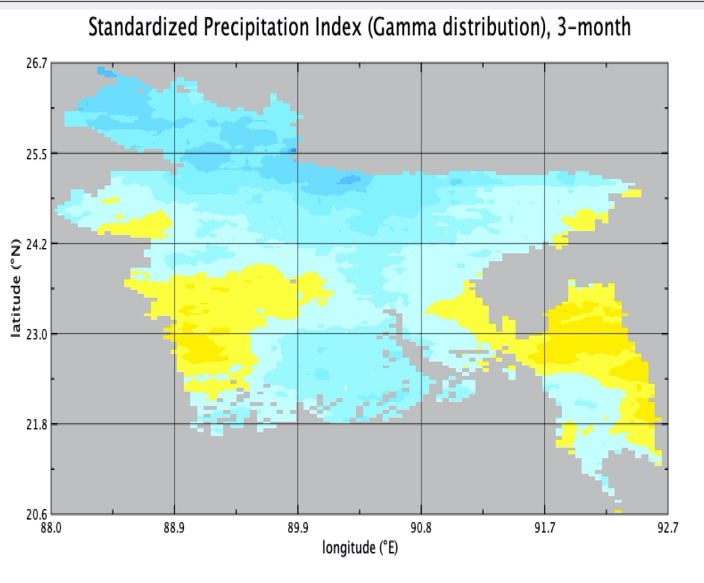 Standardized Precipitation Index (Gamma distribution), 3-month
26.7
25.5
24.2
23.0
21.8
20.6
latitude (°N)
88.0 88.9 89.9 90.8 91.7 92.7
longitude (°E)